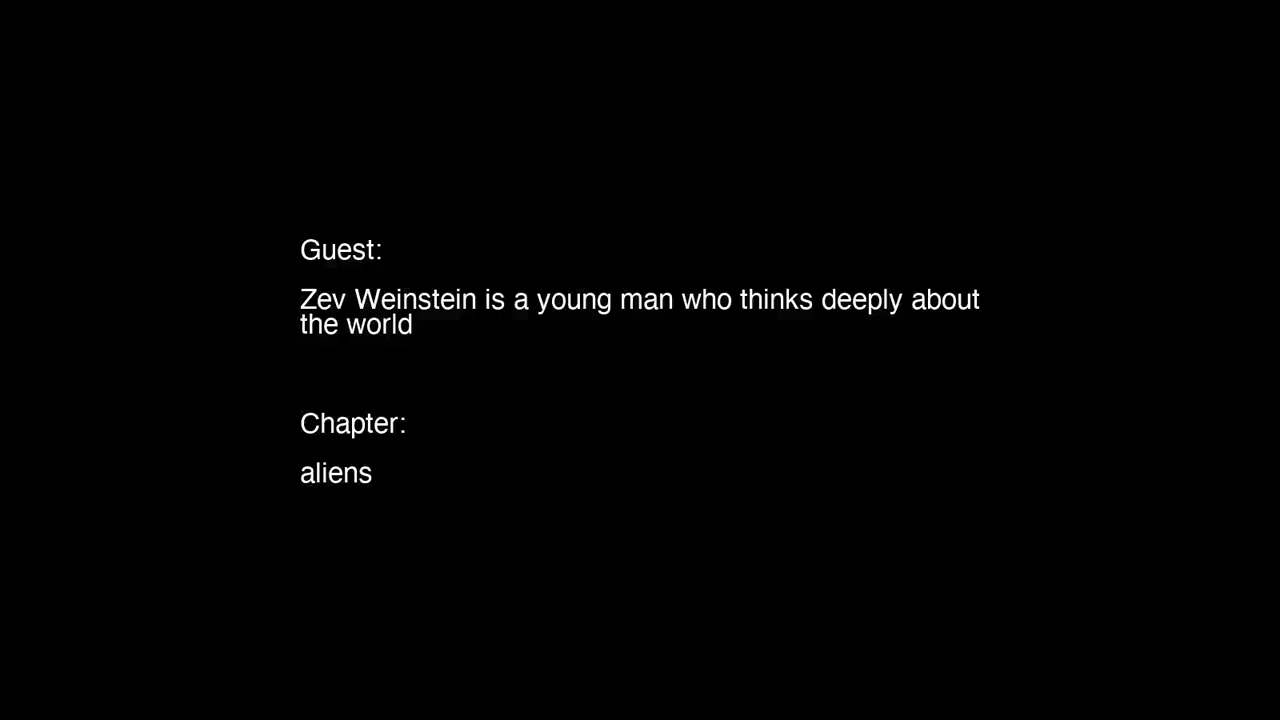 Guest:
Zev Weinstein is a young man who thinks deeply about
the world
Chapter:
aliens